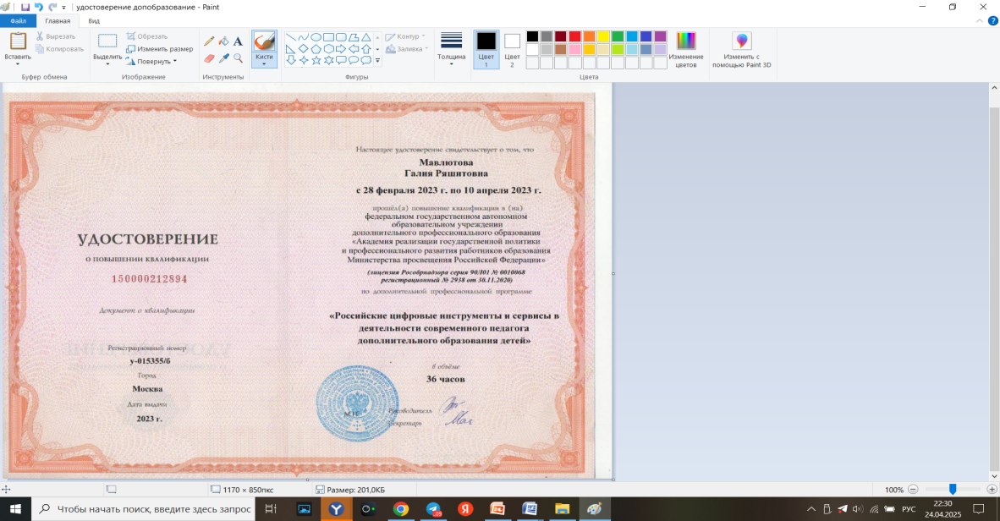 удостоверение допобразование - Paint
Файл
Главная
Вид
Вставить
Вырезать
Копировать
Буфер обмена
Выделить
Обрезать
Изменить размер
Повернуть
Изображение
Инструменты
Кисти
Контур
Заливка
Фигуры
Толщина
Цвет 1
Цвет 2
Изменение цветов
Цвета
Изменить с помощью Paint 3D
УДОСТОВЕРЕНИЕ
О ПОВЫШЕНИИ КВАЛИФИКАЦИИ
150000212894
Документ о квалификации
Регистрационный номер
у-015355/б
Город
Москва
Дата выдачи
2023 г.
Настоящее удостоверение свидетельствует о том, что
Мавлютова
Галия Ряшитовна
с 28 февраля 2023 г. по 10 апреля 2023 г.
прошёл(а) повышение квалификации в (на)
федеральном государственном автономном
образовательном учреждении
дополнительного профессионального образования
«Академия реализации государственной политики
и профессионального развития работников образования
Министерства просвещения Российской Федерации»
(лицензия Рособрнадзора серия 90Л01 № 0010068
регистрационный № 2938 от 30.11.2020)
по дополнительной профессиональной программе
«Российские цифровые инструменты и сервисы в
деятельности современного педагога
дополнительного образования детей»
в объёме
36 часов
М.П.
Руководитель
Секретарь
1170 × 850пкс
Размер: 201,0КБ
100%
Чтобы начать поиск, введите здесь запрос
РУС
22:30
24.04.2025